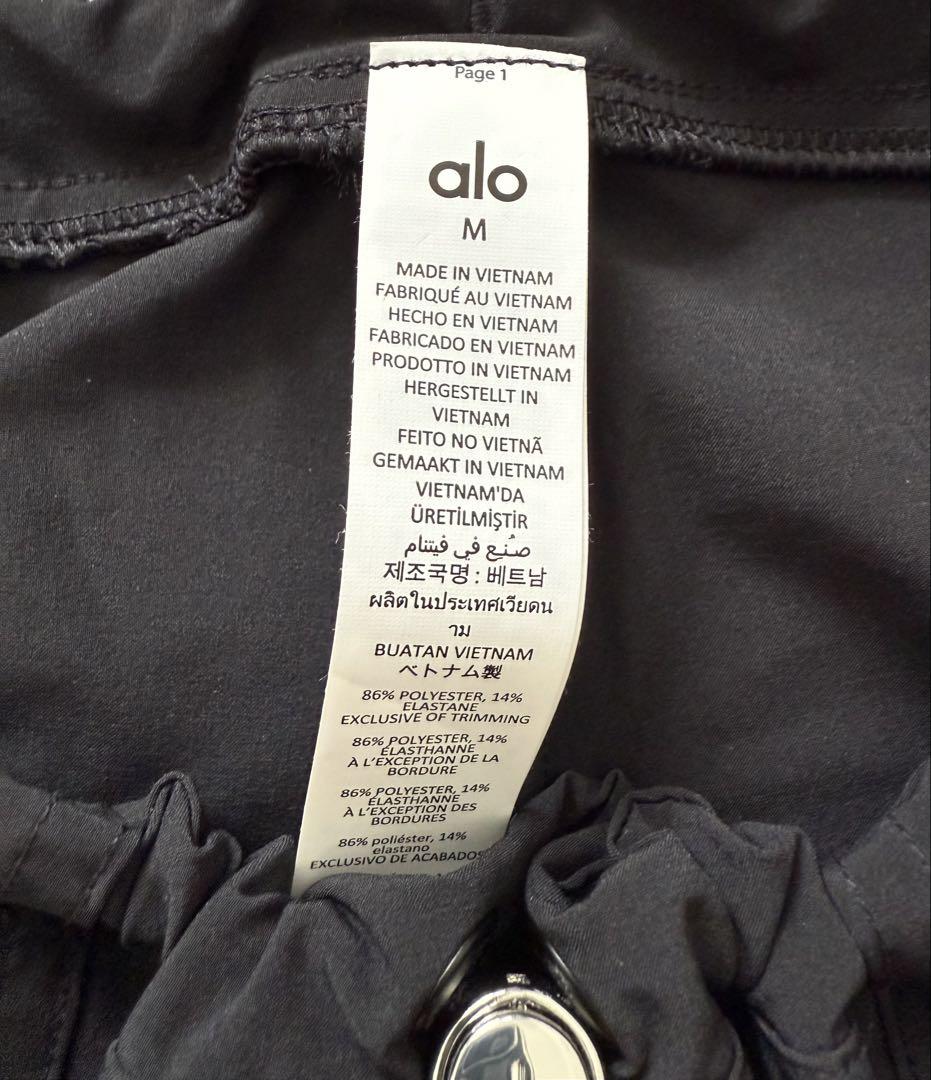 Page 1
alo
M
MADE IN VIETNAM
FABRIQUÉ AU VIETNAM
HECHO EN VIETNAM
FABRICADO EN VIETNAM
PRODOTTO IN VIETNAM
HERGESTELLT IN
VIETNAM
FEITO NO VIETNÃ
GEMAAKT IN VIETNAM
VIETNAM'DA
ÜRETİLMİŞTİR
صُنِع في فيتنام
제조국명 : 베트남
ผลิตในประเทศเวียดน
าม
BUATAN VIETNAM
ベトナム製
86% POLYESTER, 14%
ELASTANE
EXCLUSIVE OF TRIMMING
86% POLYESTER, 14%
ÉLASTHANNE
À L'EXCEPTION DE LA
BORDURE
86% POLYESTER, 14%
ÉLASTHANNE
À L'EXCEPTION DES
BORDURES
86% poliéster, 14%
elastano
EXCLUSIVO DE ACABADOS